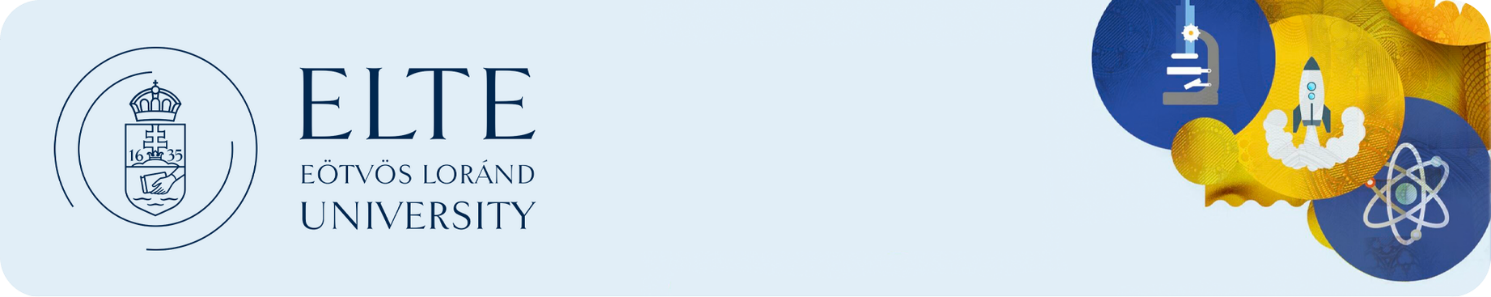 16 35
ELTE
EÖTVÖS LORÁND
UNIVERSITY